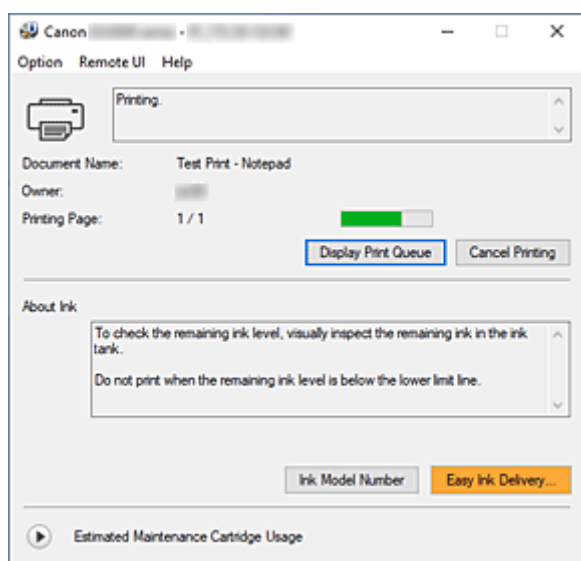 Canon
Option Remote UI Help
Printing.
Document Name: Test Print - Notepad
Owner:
Printing Page: 1 / 1
Display Print Queue Cancel Printing
About Ink
To check the remaining ink level, visually inspect the remaining ink in the ink
tank.
Do not print when the remaining ink level is below the lower limit line.
Ink Model Number Easy Ink Delivery...
Estimated Maintenance Cartridge Usage